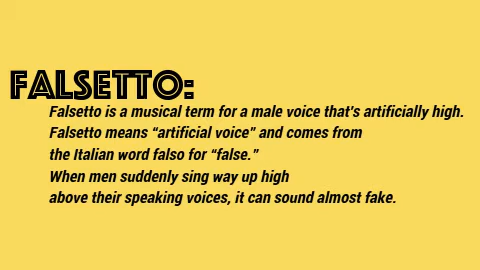 FALSETTO:
Falsetto is a musical term for a male voice that's artificially high.
Falsetto means “artificial voice” and comes from
the Italian word falso for “false.”
When men suddenly sing way up high
above their speaking voices, it can sound almost fake.